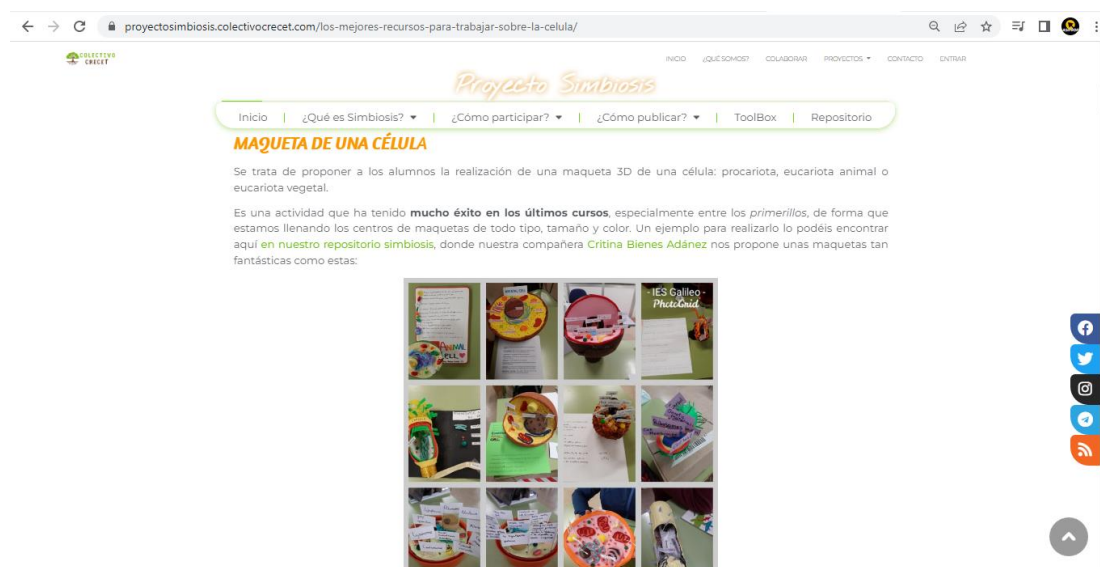 proyectosimbiosis.colectivocrecet.com/los-mejores-recursos-para-trabajar-sobre-la-celula/
COLECTIVO
CRECET
INICIO ¿QUÉ SOMOS? COLABORAR PROYECTOS CONTACTO ENTRAR
Proyecto Simbiosis
Inicio | ¿Qué es Simbiosis? | ¿Cómo participar? | ¿Cómo publicar? | ToolBox | Repositorio
MAQUETA DE UNA CÉLULA
Se trata de proponer a los alumnos la realización de una maqueta 3D de una célula: procariota, eucariota animal o
eucariota vegetal.
Es una actividad que ha tenido mucho éxito en los últimos cursos, especialmente entre los primerillos, de forma que
estamos llenando los centros de maquetas de todo tipo, tamaño y color. Un ejemplo para realizarlo lo podéis encontrar
aquí en nuestro repositorio simbiosis, donde nuestra compañera Critina Bienes Adánez nos propone unas maquetas tan
fantásticas como estas:
- IES Galileo -
PhotoGrid
ANIMAL
CELL